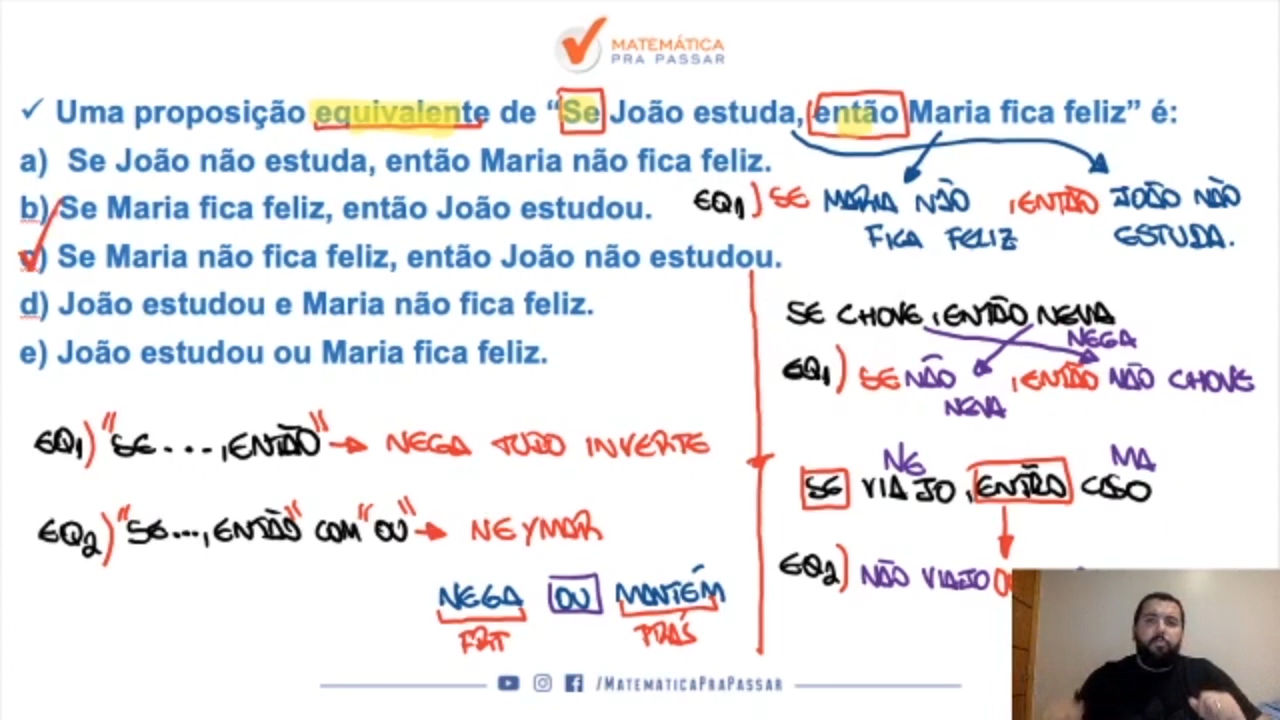 MATEMÁTICA
PRA PASSAR
✓ Uma proposição equivalente de “Se João estuda, então Maria fica feliz” é:
a) Se João não estuda, então Maria não fica feliz.
b) Se Maria fica feliz, então João estudou.
c) Se Maria não fica feliz, então João não estudou.
d) João estudou e Maria não fica feliz.
e) João estudou ou Maria fica feliz.
EQ1) SE MARIA NÃO , ENTÃO JOÃO NÃO
FICA FELIZ ESTUDA.
SE CHOVE , ENTÃO NEVA
NEGA
EQ1) SE NÃO , ENTÃO NÃO CHOVE
NEVA
EQ1) "SE . . . , ENTÃO" → NEGA TUDO INVERTE
NE MA
SE VIAJO , ENTÃO CASO
EQ2) "SE..., ENTÃO" COM "OU" → NEYMAR
EQ2) NÃO VIAJO
NEGA OU MANTÉM
FRT TRÁS
/MATEMATICAPRAPASSAR